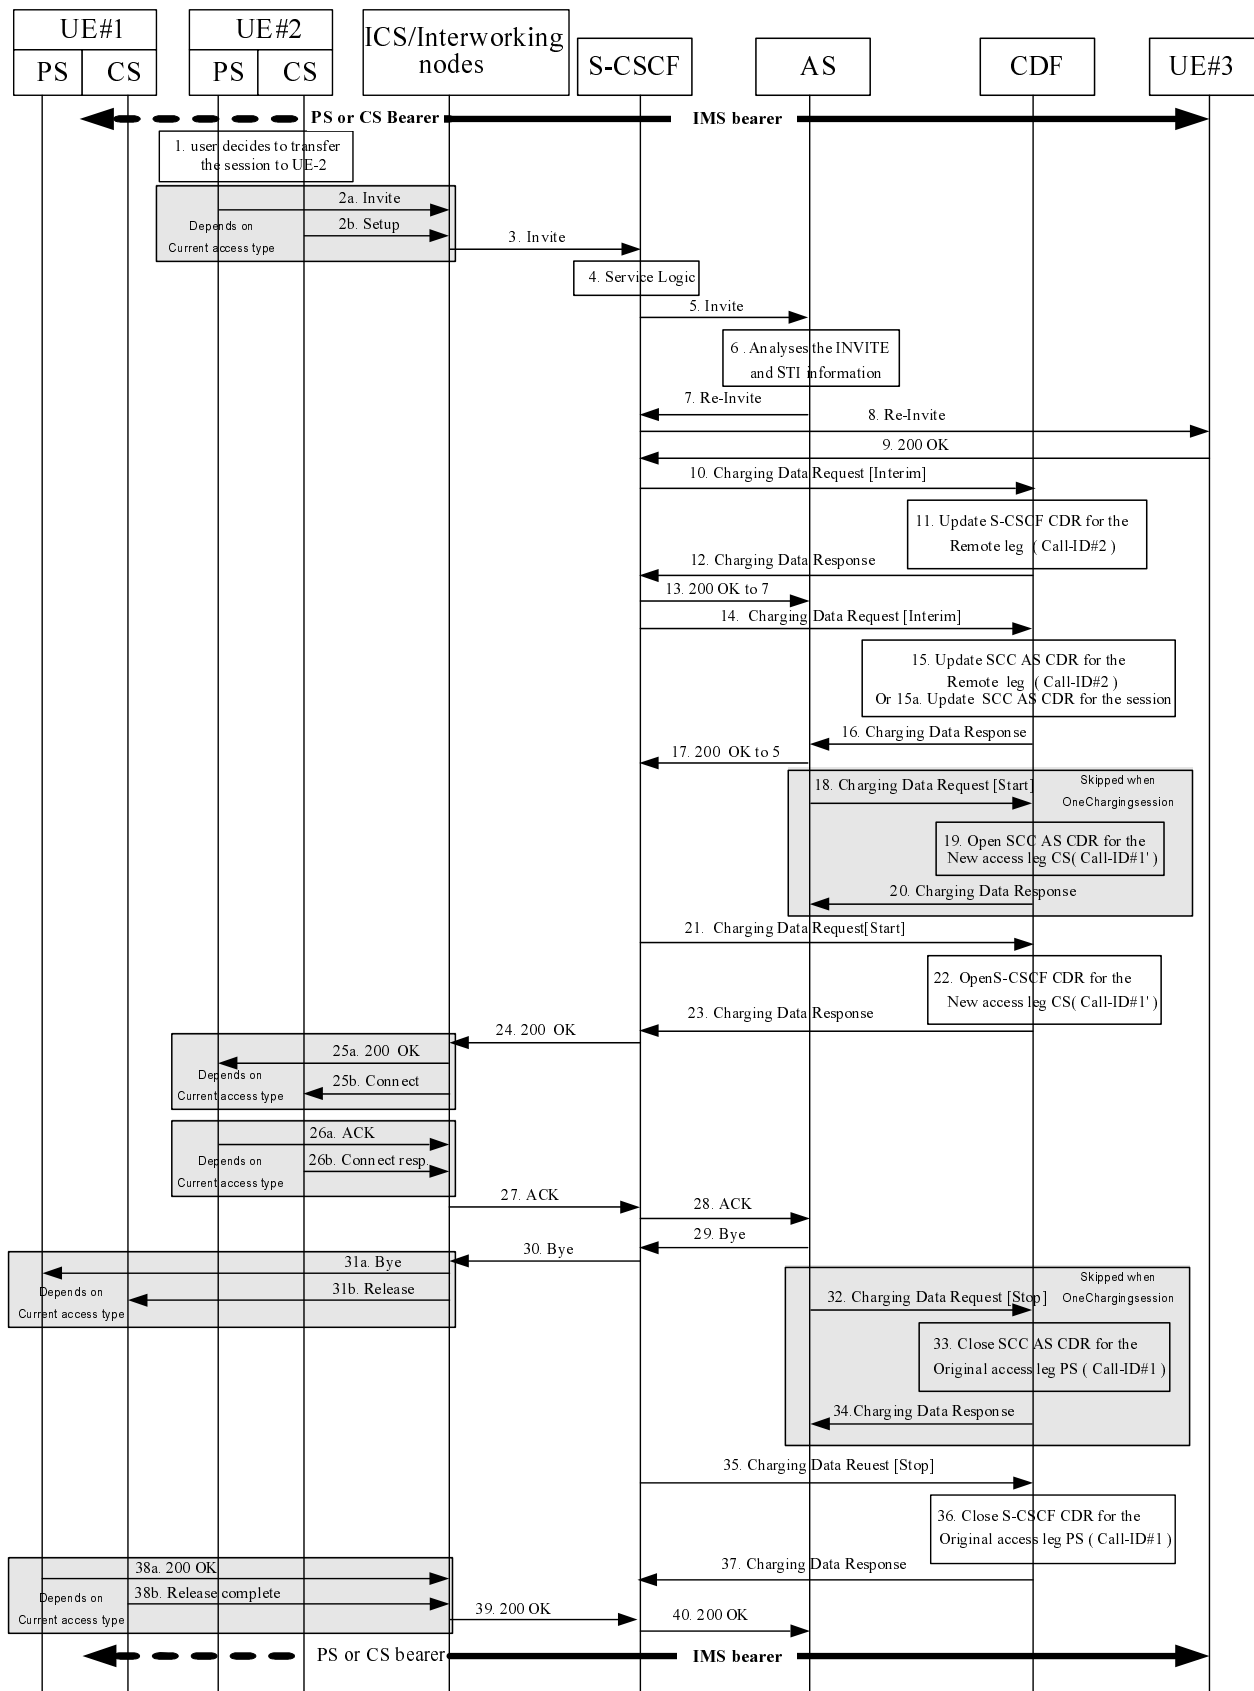 UE#1
UE#2
ICS/Interworking
nodes
S-CSCF
AS
CDF
UE#3
PS
CS
PS
CS
PS or CS Bearer
IMS bearer
1. user decides to transfer
the session to UE-2
2a. Invite
Depends on
Current access type
2b. Setup
3. Invite
4. Service Logic
5. Invite
6 . Analyses the INVITE
and STI information
7. Re-Invite
8. Re-Invite
9. 200 OK
10. Charging Data Request [Interim]
11. Update S-CSCF CDR for the
Remote leg ( Call-ID#2 )
12. Charging Data Response
13. 200 OK to 7
14. Charging Data Request [Interim]
15. Update SCC AS CDR for the
Remote leg ( Call-ID#2 )
Or 15a. Update SCC AS CDR for the session
16. Charging Data Response
17. 200 OK to 5
18. Charging Data Request [Start]
Skipped when
OneChargingsession
19. Open SCC AS CDR for the
New access leg CS( Call-ID#1' )
20. Charging Data Response
21. Charging Data Request[Start]
22. OpenS-CSCF CDR for the
New access leg CS( Call-ID#1' )
23. Charging Data Response
24. 200 OK
25a. 200 OK
Depends on
Current access type
25b. Connect
26a. ACK
Depends on
Current access type
26b. Connect resp.
27. ACK
28. ACK
29. Bye
30. Bye
31a. Bye
Depends on
Current access type
31b. Release
Skipped when
OneChargingsession
32. Charging Data Request [Stop]
33. Close SCC AS CDR for the
Original access leg PS ( Call-ID#1 )
34.Charging Data Response
35. Charging Data Reuest [Stop]
36. Close S-CSCF CDR for the
Original access leg PS ( Call-ID#1 )
37. Charging Data Response
38a. 200 OK
Depends on
Current access type
38b. Release complete
39. 200 OK
40. 200 OK
PS or CS bearer
IMS bearer